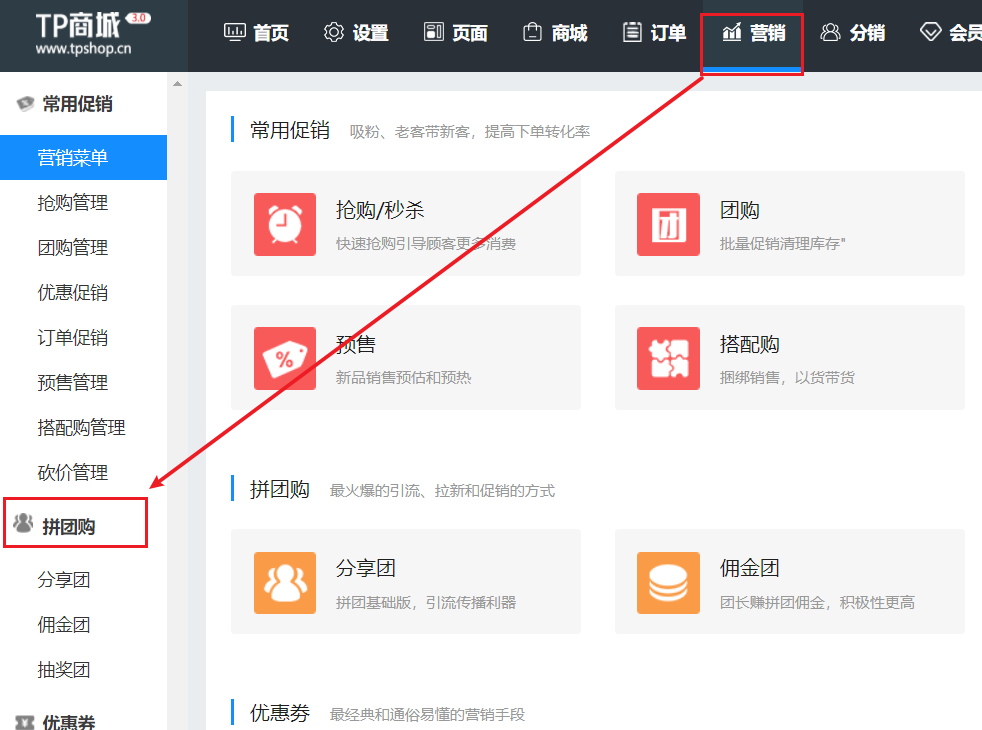 TP商城 3.0
www.tpshop.cn
首页 设置 页面 商城 订单 营销 分销 会员
常用促销
营销菜单
抢购管理
团购管理
优惠促销
订单促销
预售管理
搭配购管理
砍价管理
拼团购
分享团
佣金团
抽奖团
优惠券
常用促销 吸粉、老客带新客，提高下单转化率
抢购/秒杀
快速抢购引导顾客更多消费
团购
批量促销清理库存"
预售
新品销售预估和预热
搭配购
捆绑销售，以货带货
拼团购 最火爆的引流、拉新和促销的方式
分享团
拼团基础版，引流传播利器
佣金团
团长赚拼团佣金，积极性更高
优惠券 最经典和通俗易懂的营销手段